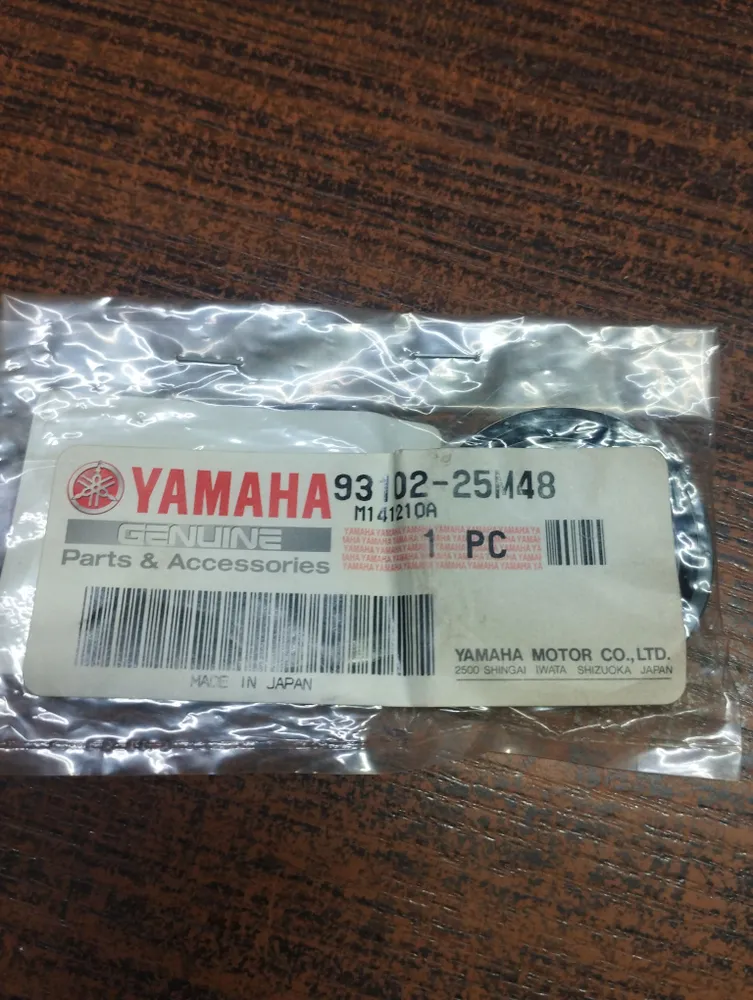 YAMAHA 93102-25M48
M141210A
GENUINE
1 PC
Parts & Accessories
YAMAHA MOTOR CO.,LTD.
2500 SHINGAI IWATA SHIZUOKA JAPAN
MADE IN JAPAN